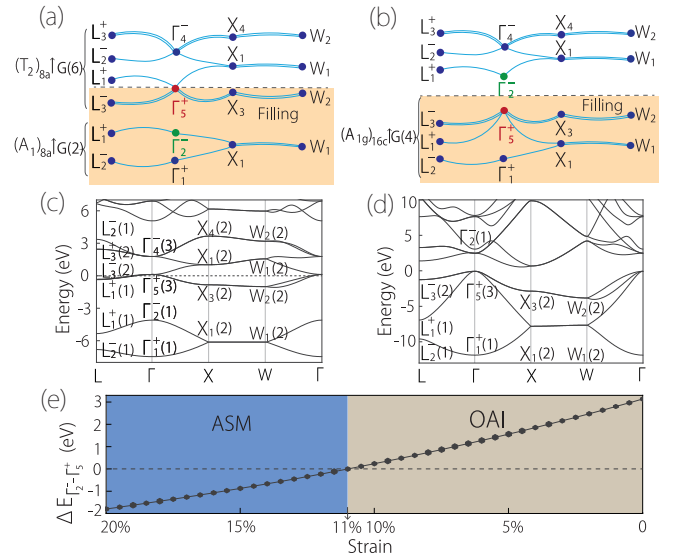 (a)
(b)
L₃⁺
L₂⁻
L₁⁺
L₃⁻
L₁⁺
L₂⁻
Γ₄⁻
Γ₅⁺
Γ₂⁻
Γ₁⁺
X₄
X₁
X₃
X₁
W₂
W₁
W₂
W₁
Filling
(T₂)₈ₐ↑G(6)
(A₁)₈ₐ↑G(2)
L₃⁺
L₂⁻
L₁⁺
L₃⁻
L₁⁺
L₂⁻
Γ₄⁻
Γ₂⁻
Γ₅⁺
Γ₁⁺
X₄
X₁
X₃
X₁
W₂
W₁
W₂
W₁
Filling
(A₁g)₁₆c↑G(4)
(c)
Energy (eV)
6
3
0
-3
-6
L₂⁻(1)
L₃⁺(2)
L₃⁻(2)
L₁⁺(1)
L₁⁺(1)
L₂⁻(1)
Γ₄⁻(3)
Γ₅⁺(3)
Γ₂⁻(1)
Γ₁⁺(1)
X₄(2)
X₁(2)
X₃(2)
X₁(2)
W₂(2)
W₁(2)
W₂(2)
W₁(2)
L Γ X W Γ
(d)
Energy (eV)
10
5
0
-5
-10
Γ₂⁻(1)
L₃⁻(2)
Γ₅⁺(3)
X₃(2)
W₂(2)
L₁⁺(1)
L₂⁻(1)
Γ₁⁺(1)
X₁(2)
W₁(2)
L Γ X W Γ
(e)
ΔE Γ₂⁻-Γ₅⁺ (eV)
3
2
1
0
-1
-2
ASM
OAI
20% 15% 11% 10% 5% 0
Strain